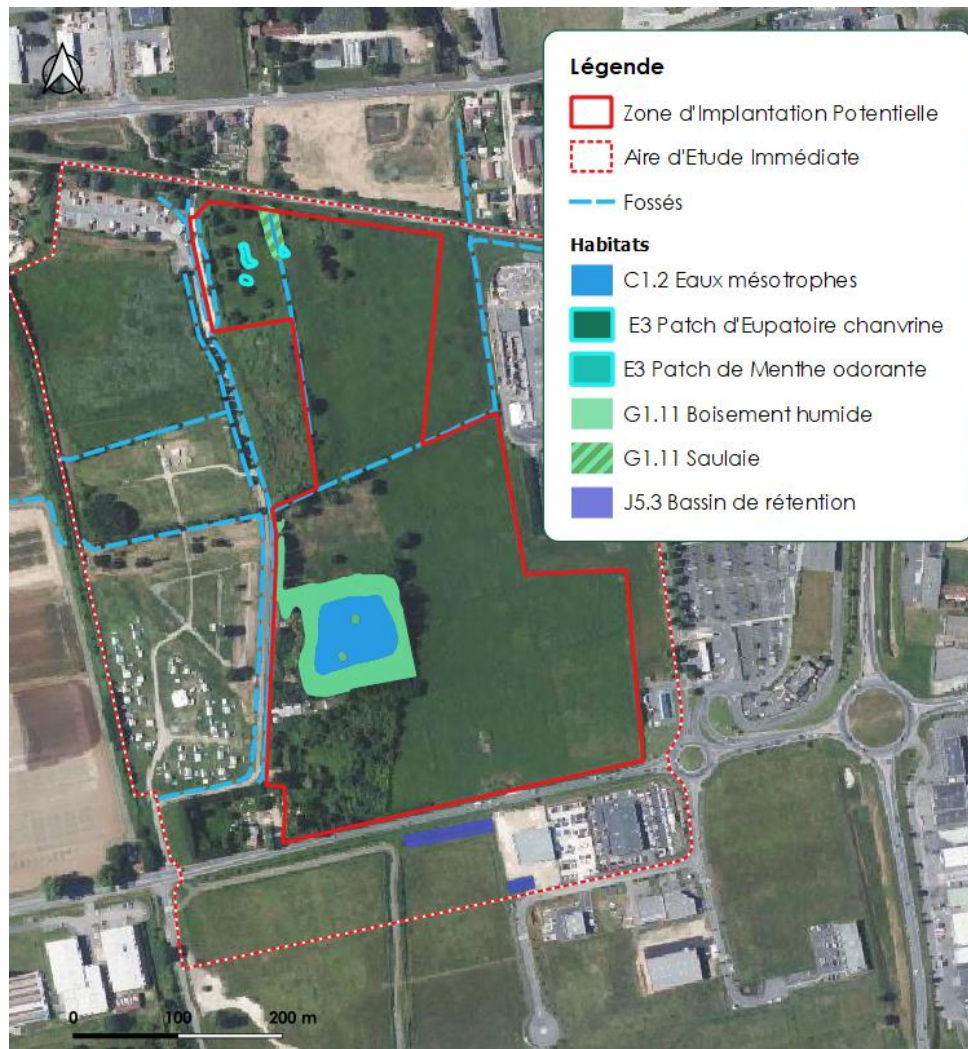 Légende
Zone d'Implantation Potentielle
Aire d'Etude Immédiate
Fossés
Habitats
C1.2 Eaux mésotrophes
E3 Patch d'Eupatoire chanvrine
E3 Patch de Menthe odorante
G1.11 Boisement humide
G1.11 Saulaie
J5.3 Bassin de rétention
0 100 200 m